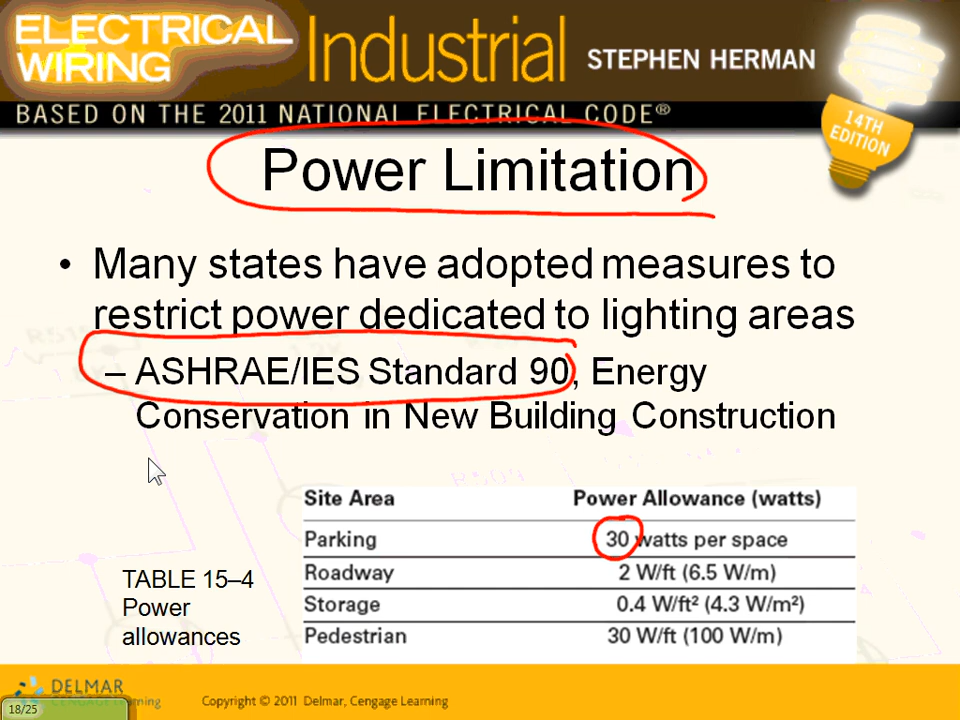 ELECTRICAL
WIRING
Industrial
STEPHEN HERMAN
BASED ON THE 2011 NATIONAL ELECTRICAL CODE®
14TH
EDITION
Power Limitation
• Many states have adopted measures to
restrict power dedicated to lighting areas
– ASHRAE/IES Standard 90, Energy
Conservation in New Building Construction
Site Area Power Allowance (watts)
Parking 30 watts per space
Roadway 2 W/ft (6.5 W/m)
Storage 0.4 W/ft² (4.3 W/m²)
Pedestrian 30 W/ft (100 W/m)
TABLE 15–4
Power
allowances
DELMAR
CENGAGE Learning
Copyright © 2011 Delmar, Cengage Learning
18/25